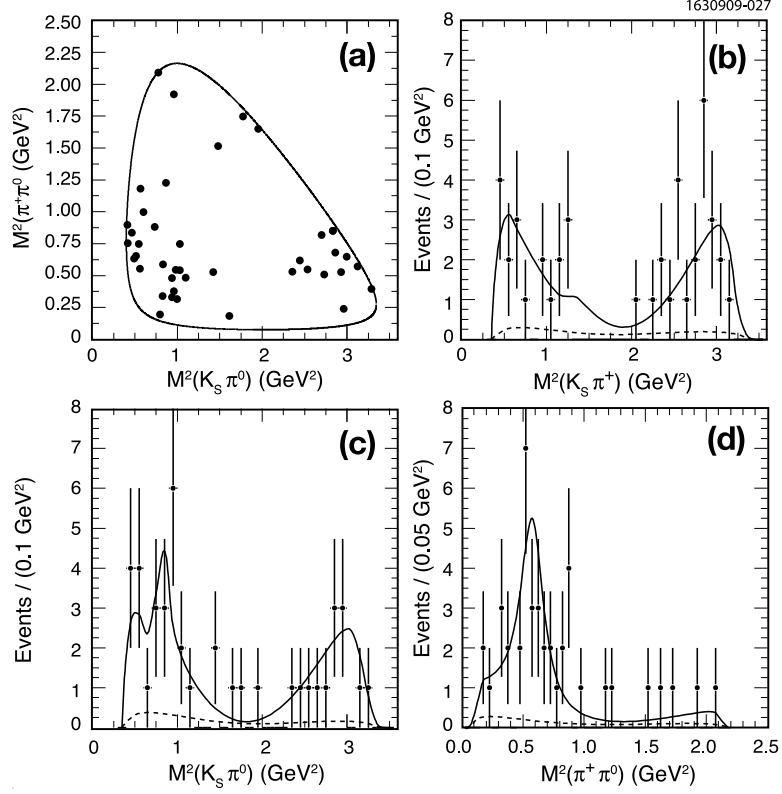 1630909-027
(a)
2.50
2.25
2.00
1.75
1.50
1.25
1.00
0.75
0.50
0.25
0
M²(π⁺π⁰ (GeV²)
0 1 2 3
M²(K_S π⁰) (GeV²)
(b)
8
7
6
5
4
3
2
1
0
Events / (0.1 GeV²)
0 1 2 3
M²(K_S π⁺) (GeV²)
(c)
8
7
6
5
4
3
2
1
0
Events / (0.1 GeV²)
0 1 2 3
M²(K_S π⁰) (GeV²)
(d)
8
7
6
5
4
3
2
1
0
Events / (0.05 GeV²)
0.0 0.5 1.0 1.5 2.0 2.5
M²(π⁺ π⁰) (GeV²)